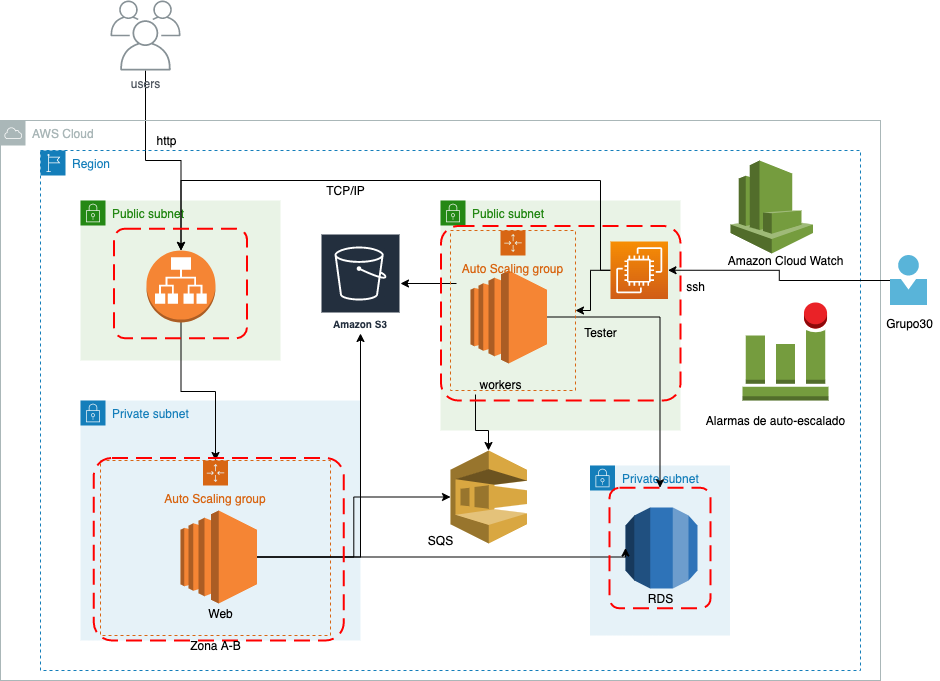 users
AWS Cloud
http
Region
TCP/IP
Public subnet
Public subnet
Auto Scaling group
Amazon Cloud Watch
ssh
Amazon S3
Grupo30
Tester
workers
Private subnet
Alarmas de auto-escalado
Private subnet
Auto Scaling group
SQS
RDS
Web
Zona A-B